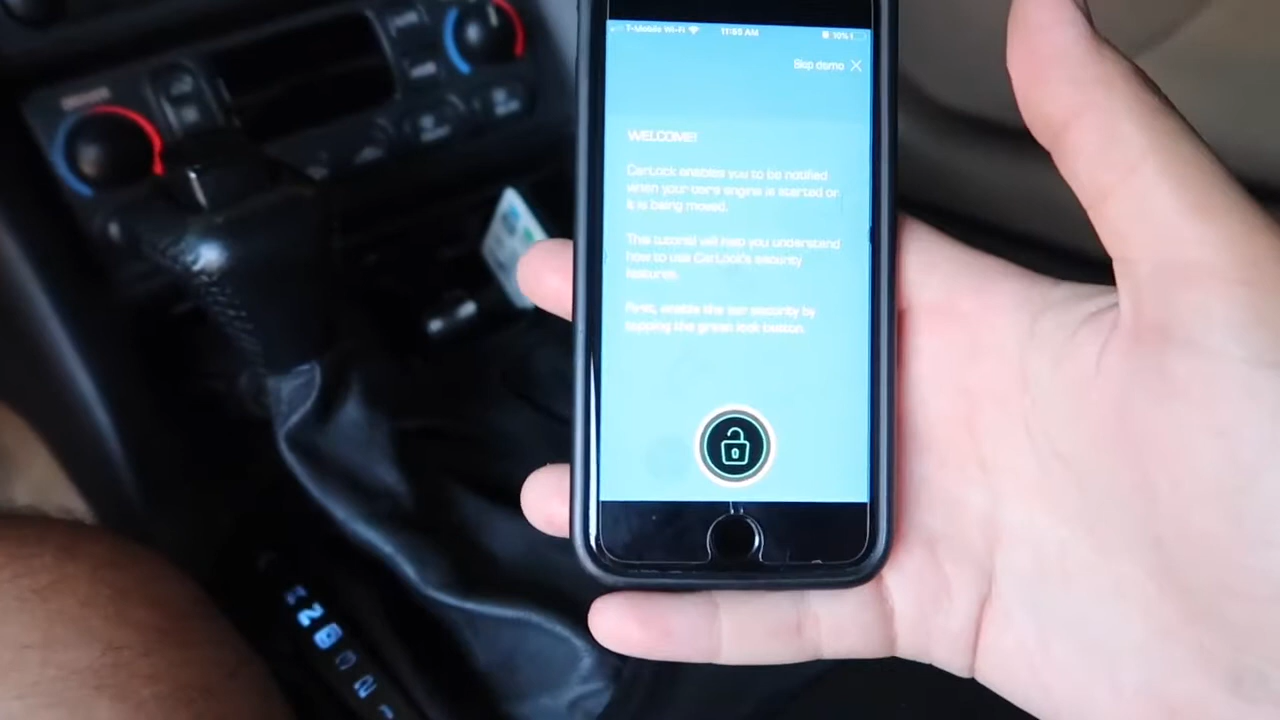 T-Mobile Wi-Fi 11:55 AM 10%
Skip demo
WELCOME!
CarLock enables you to be notified
when your car's engine is started or
it is being moved.
This tutorial will help you understand
how to use CarLock's security
features.
First, enable the car security by
tapping the green lock button.
2